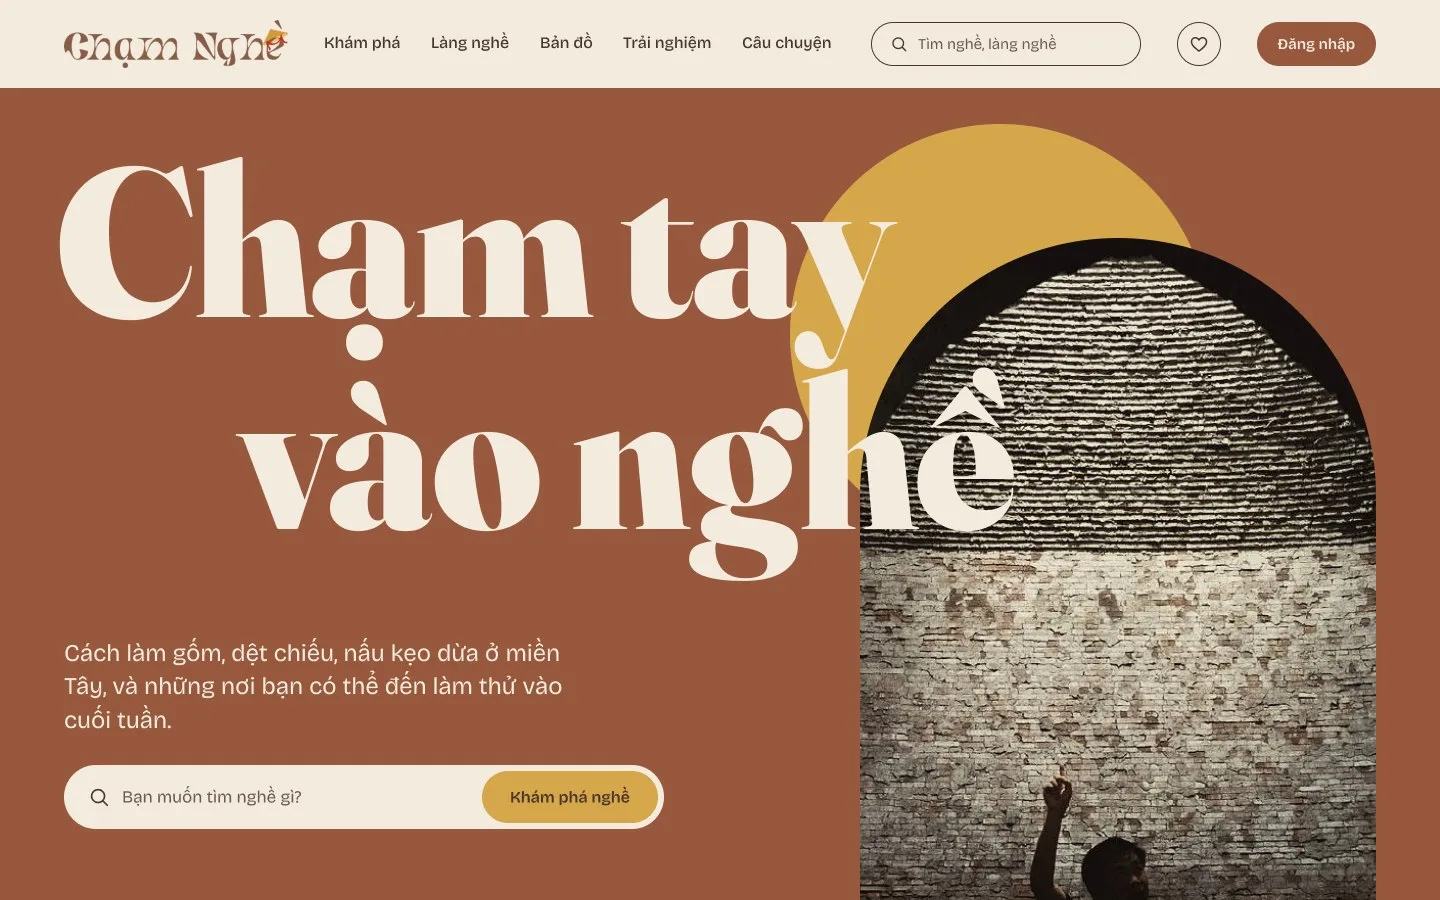 Chạm Nghề
Khám phá
Làng nghề
Bản đồ
Trải nghiệm
Câu chuyện
Tìm nghề, làng nghề
Đăng nhập
Chạm tay
vào nghề
Cách làm gốm, dệt chiếu, nấu kẹo dừa ở miền
Tây, và những nơi bạn có thể đến làm thử vào
cuối tuần.
Bạn muốn tìm nghề gì?
Khám phá nghề